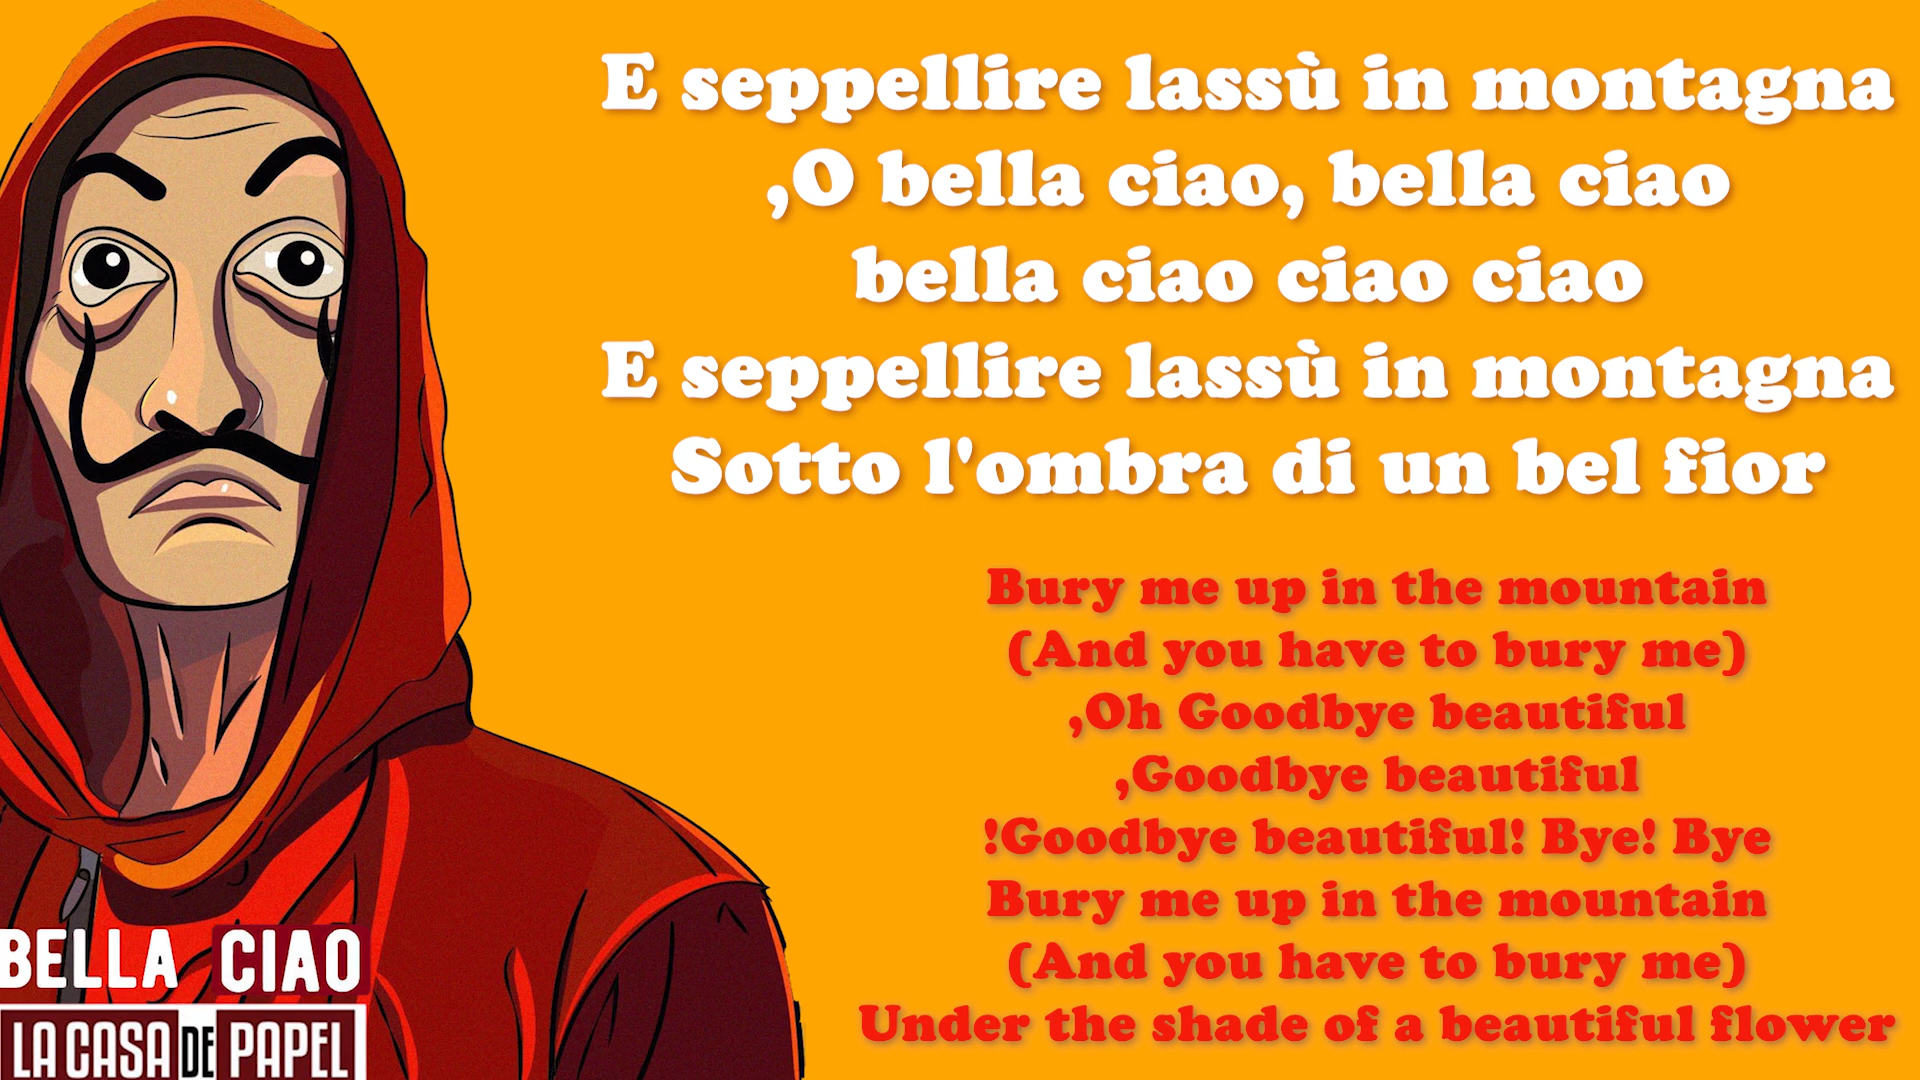 E seppellire lassù in montagna
,O bella ciao, bella ciao
bella ciao ciao ciao
E seppellire lassù in montagna
Sotto l'ombra di un bel fior
Bury me up in the mountain
(And you have to bury me)
,Oh Goodbye beautiful
,Goodbye beautiful
!Goodbye beautiful! Bye! Bye
Bury me up in the mountain
(And you have to bury me)
Under the shade of a beautiful flower
BELLA CIAO
LA CASA DE PAPEL